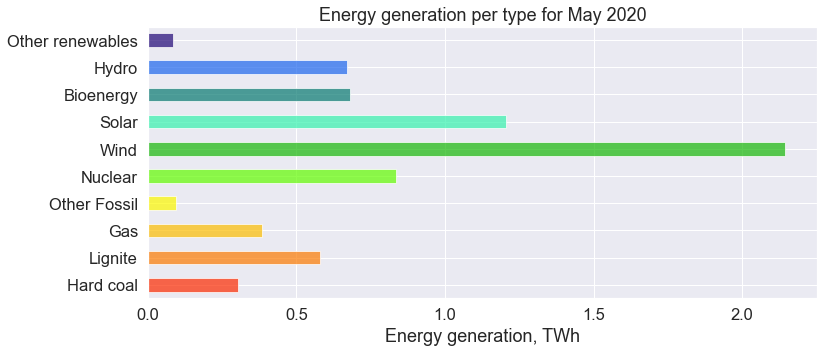 Energy generation per type for May 2020
Other renewables
Hydro
Bioenergy
Solar
Wind
Nuclear
Other Fossil
Gas
Lignite
Hard coal
0.0 0.5 1.0 1.5 2.0
Energy generation, TWh